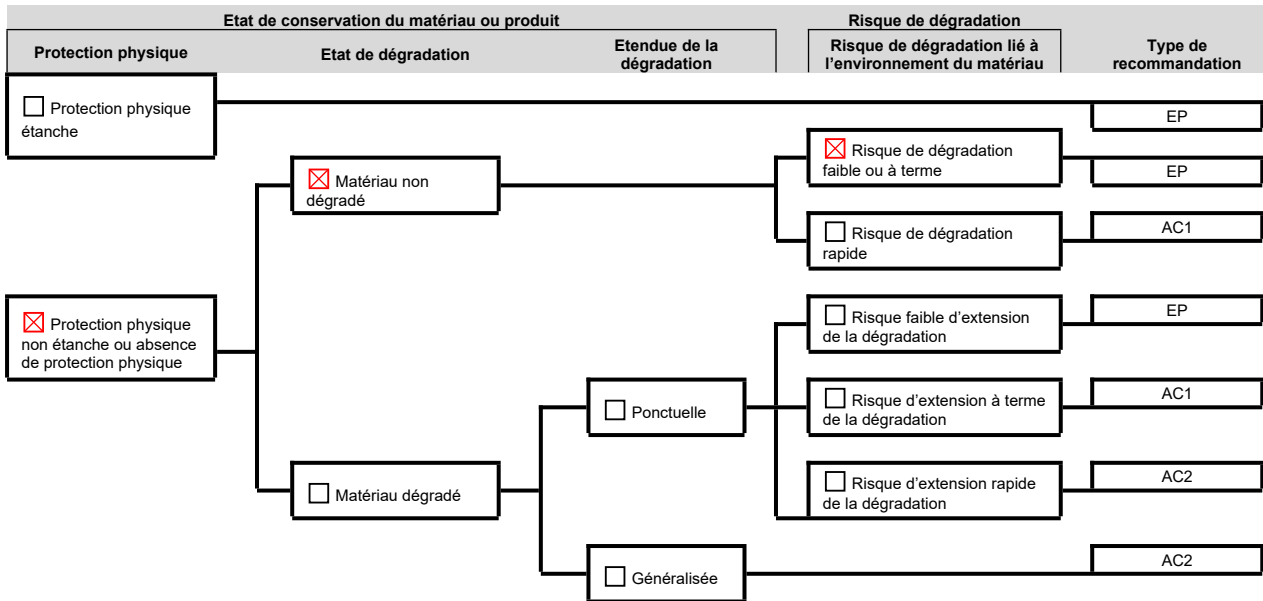 Etat de conservation du matériau ou produit
Risque de dégradation
Protection physique
Etat de dégradation
Etendue de la
dégradation
Risque de dégradation lié à
l'environnement du matériau
Type de
recommandation
Protection physique
étanche
EP
Matériau non
dégradé
Risque de dégradation
faible ou à terme
EP
Risque de dégradation
rapide
AC1
Protection physique
non étanche ou absence
de protection physique
Risque faible d'extension
de la dégradation
EP
Ponctuelle
Risque d'extension à terme
de la dégradation
AC1
Matériau dégradé
Risque d'extension rapide
de la dégradation
AC2
Généralisée
AC2